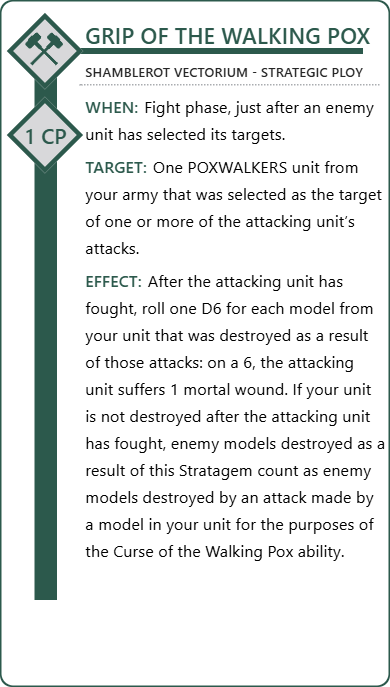 GRIP OF THE WALKING POX
SHAMBLEROT VECTORIUM - STRATEGIC PLOY
1 CP
WHEN: Fight phase, just after an enemy
unit has selected its targets.
TARGET: One POXWALKERS unit from
your army that was selected as the target
of one or more of the attacking unit's
attacks.
EFFECT: After the attacking unit has
fought, roll one D6 for each model from
your unit that was destroyed as a result
of those attacks: on a 6, the attacking
unit suffers 1 mortal wound. If your unit
is not destroyed after the attacking unit
has fought, enemy models destroyed as a
result of this Stratagem count as enemy
models destroyed by an attack made by
a model in your unit for the purposes of
the Curse of the Walking Pox ability.